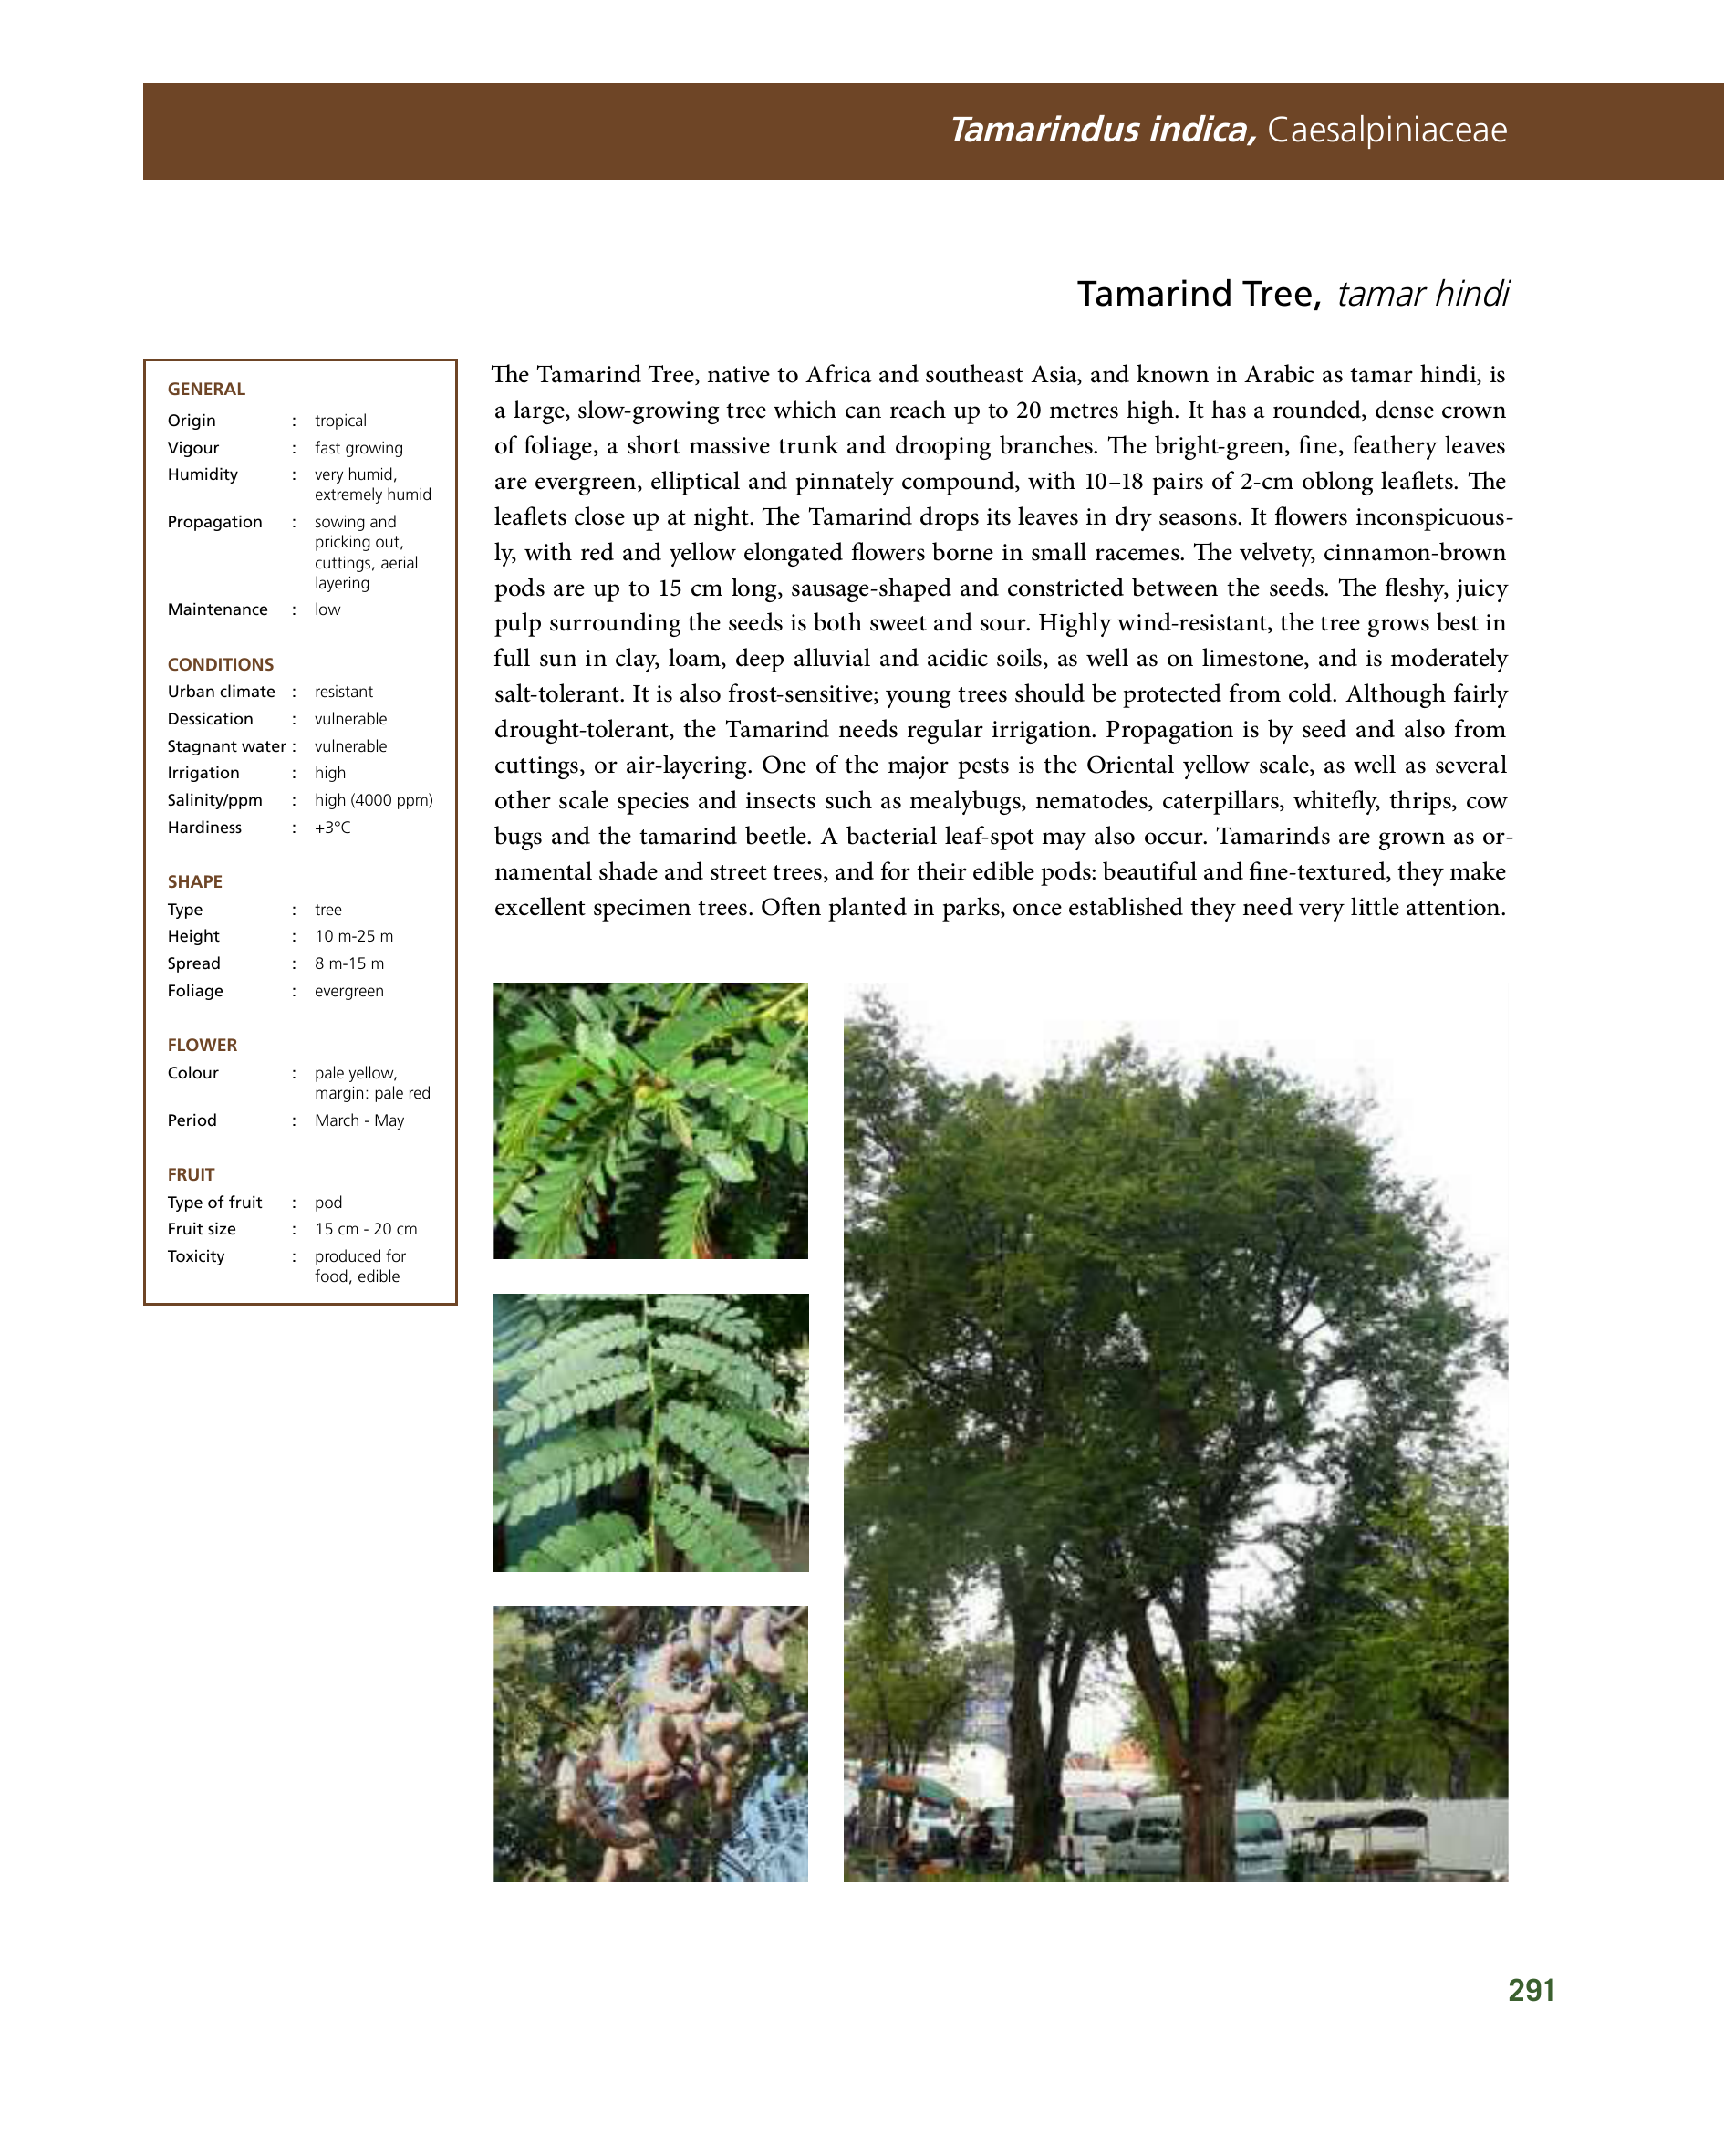 Tamarindus indica, Caesalpiniaceae
Tamarind Tree, tamar hindi
GENERAL
Origin : tropical
Vigour : fast growing
Humidity : very humid,
extremely humid
Propagation : sowing and
pricking out,
cuttings, aerial
layering
Maintenance : low
CONDITIONS
Urban climate : resistant
Dessication : vulnerable
Stagnant water : vulnerable
Irrigation : high
Salinity/ppm : high (4000 ppm)
Hardiness : +3°C
SHAPE
Type : tree
Height : 10 m-25 m
Spread : 8 m-15 m
Foliage : evergreen
FLOWER
Colour : pale yellow,
margin: pale red
Period : March - May
FRUIT
Type of fruit : pod
Fruit size : 15 cm - 20 cm
Toxicity : produced for
food, edible
The Tamarind Tree, native to Africa and southeast Asia, and known in Arabic as tamar hindi, is
a large, slow-growing tree which can reach up to 20 metres high. It has a rounded, dense crown
of foliage, a short massive trunk and drooping branches. The bright-green, fine, feathery leaves
are evergreen, elliptical and pinnately compound, with 10–18 pairs of 2-cm oblong leaflets. The
leaflets close up at night. The Tamarind drops its leaves in dry seasons. It flowers inconspicuous-
ly, with red and yellow elongated flowers borne in small racemes. The velvety, cinnamon-brown
pods are up to 15 cm long, sausage-shaped and constricted between the seeds. The fleshy, juicy
pulp surrounding the seeds is both sweet and sour. Highly wind-resistant, the tree grows best in
full sun in clay, loam, deep alluvial and acidic soils, as well as on limestone, and is moderately
salt-tolerant. It is also frost-sensitive; young trees should be protected from cold. Although fairly
drought-tolerant, the Tamarind needs regular irrigation. Propagation is by seed and also from
cuttings, or air-layering. One of the major pests is the Oriental yellow scale, as well as several
other scale species and insects such as mealybugs, nematodes, caterpillars, whitefly, thrips, cow
bugs and the tamarind beetle. A bacterial leaf-spot may also occur. Tamarinds are grown as or-
namental shade and street trees, and for their edible pods: beautiful and fine-textured, they make
excellent specimen trees. Often planted in parks, once established they need very little attention.
291